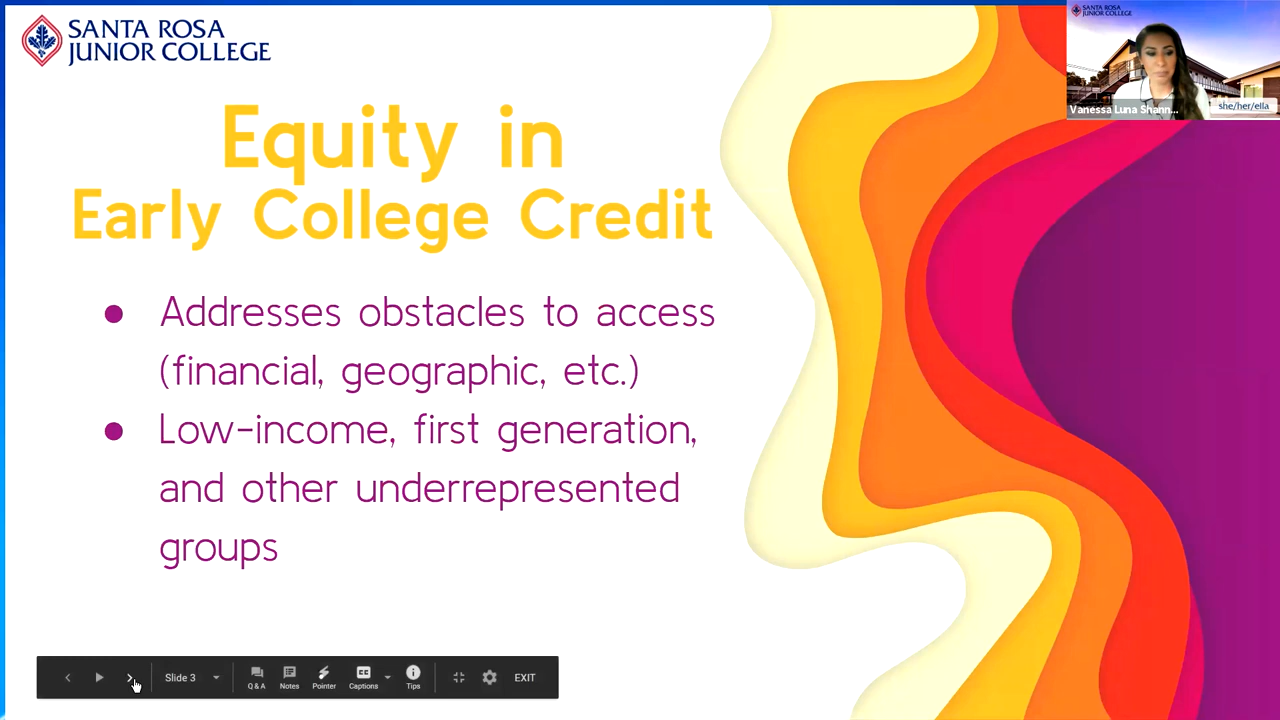 SANTA ROSA
JUNIOR COLLEGE
Equity in
Early College Credit
● Addresses obstacles to access
(financial, geographic, etc.)
● Low-income, first generation,
and other underrepresented
groups
SANTA ROSA
JUNIOR COLLEGE
Vanessa Luna Shann...
she/her/ella
Slide 3
Q & A
Notes
Pointer
CC
Captions
Tips
EXIT